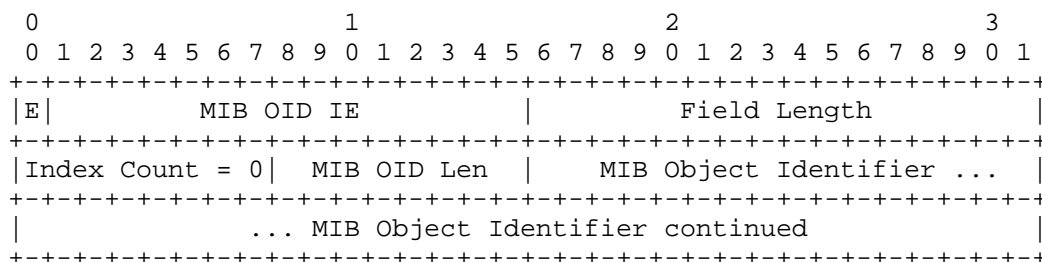 0                   1                   2                   3
 0 1 2 3 4 5 6 7 8 9 0 1 2 3 4 5 6 7 8 9 0 1 2 3 4 5 6 7 8 9 0 1
+-+-+-+-+-+-+-+-+-+-+-+-+-+-+-+-+-+-+-+-+-+-+-+-+-+-+-+-+-+-+-+-+
|E|         MIB OID IE          |         Field Length          |
+-+-+-+-+-+-+-+-+-+-+-+-+-+-+-+-+-+-+-+-+-+-+-+-+-+-+-+-+-+-+-+-+
|Index Count = 0|  MIB OID Len  |    MIB Object Identifier ...  |
+-+-+-+-+-+-+-+-+-+-+-+-+-+-+-+-+-+-+-+-+-+-+-+-+-+-+-+-+-+-+-+-+
|              ... MIB Object Identifier continued              |
+-+-+-+-+-+-+-+-+-+-+-+-+-+-+-+-+-+-+-+-+-+-+-+-+-+-+-+-+-+-+-+-+